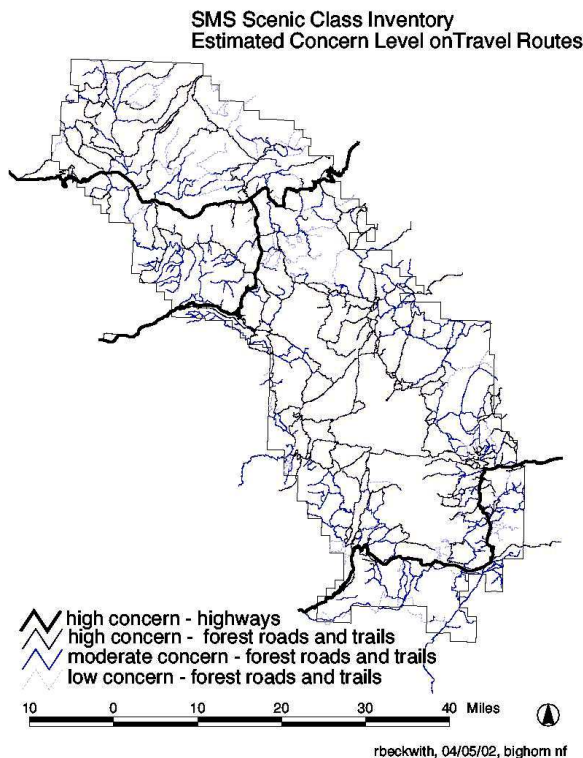 SMS Scenic Class Inventory
Estimated Concern Level onTravel Routes
high concern - highways
high concern - forest roads and trails
moderate concern - forest roads and trails
low concern - forest roads and trails
10 0 10 20 30 40 Miles
rbeckwith, 04/05/02, bighorn nf